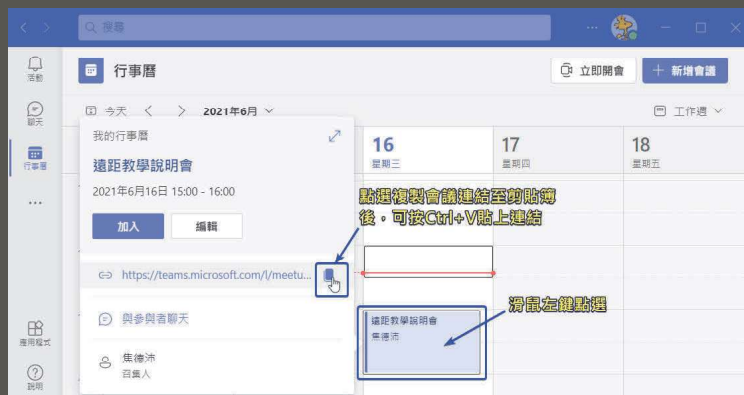 搜尋
活動
聊天
行事曆
應用程式
說明
行事曆
立即開會
+ 新增會議
今天
2021年6月
工作週
我的行事曆
遠距教學說明會
2021年6月16日 15:00 - 16:00
加入
編輯
https://teams.microsoft.com/l/meetu...
與參與者聊天
焦德沛
召集人
16
星期三
17
星期四
18
星期五
點選複製會議連結至剪貼簿
後，可按Ctrl+V貼上連結
滑鼠左鍵點選
遠距教學說明會
焦德沛